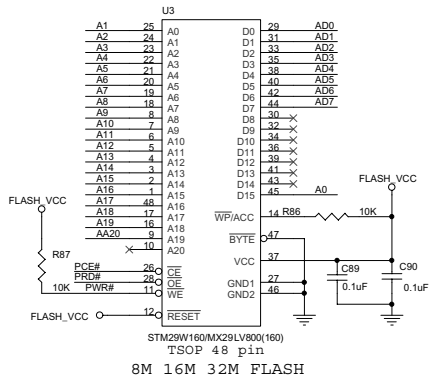 U3
A1 25 A0 D0 29 AD0
A2 24 A1 D1 31 AD1
A3 23 A2 D2 33 AD2
A4 22 A3 D3 35 AD3
A5 21 A4 D4 38 AD4
A6 20 A5 D5 40 AD5
A7 19 A6 D6 42 AD6
A8 18 A7 D7 44 AD7
A9 8 A8 D8 30
A10 7 A9 D9 32
A11 6 A10 D10 34
A12 5 A11 D11 36
A13 4 A12 D12 39
A14 3 A13 D13 41
A15 2 A14 D14 43
A16 1 A15 D15 45 A0
A17 48 A16
A18 17 A17 WP/ACC 14 R86 10K FLASH_VCC
A19 16 A18
AA20 9 A19 BYTE 47
10 A20
FLASH_VCC
R87
10K
VCC 37
PCE# 26 CE
PRD# 28 OE GND1 27
PWR# 11 WE GND2 46
C89
0.1uF
C90
0.1uF
FLASH_VCC 12 RESET
STM29W160/MX29LV800(160)
TSOP 48 pin
8M 16M 32M FLASH